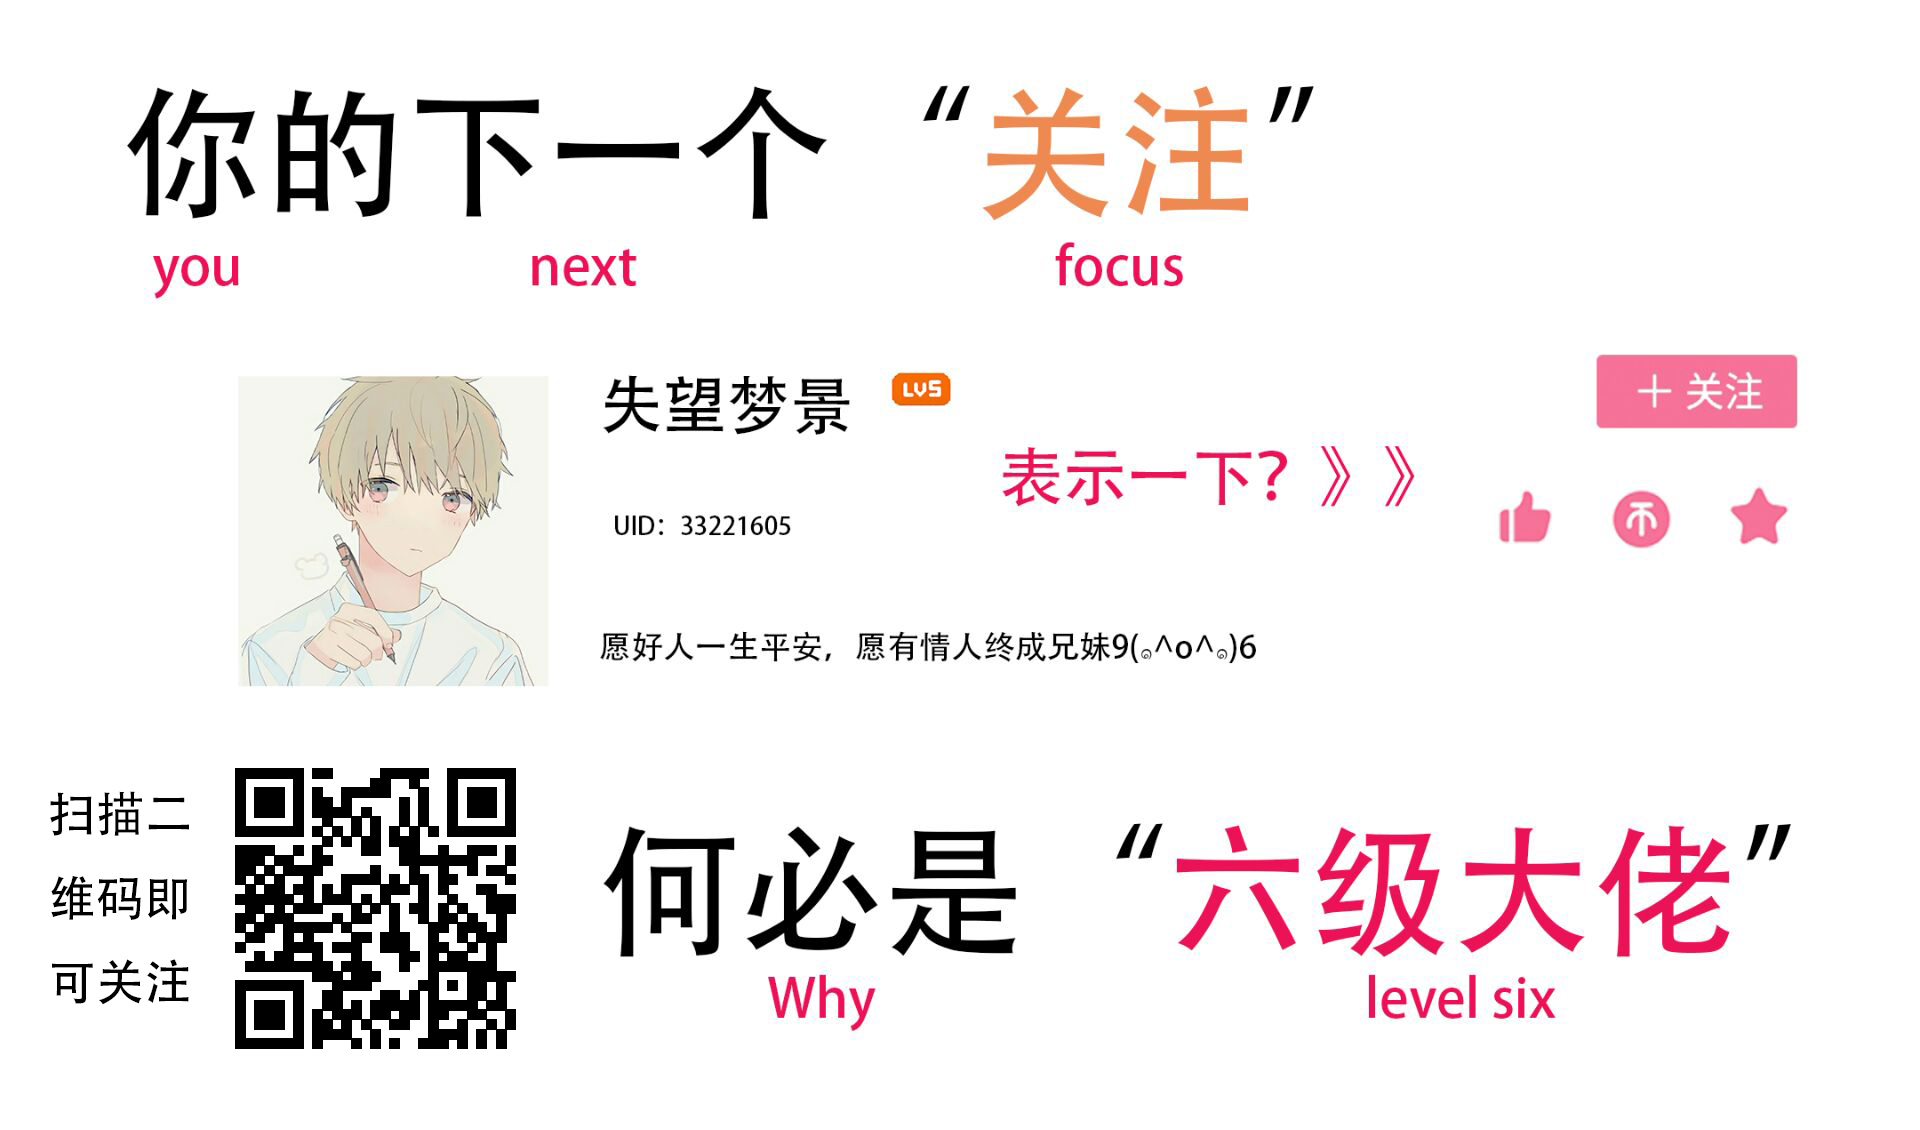 你的下一个 “关注”
you next focus
失望梦景 LV5
+ 关注
表示一下？》》
UID：33221605
愿好人一生平安，愿有情人终成兄妹9(｡^o^｡)6
扫描二
维码即
可关注
何必是 “六级大佬”
Why level six